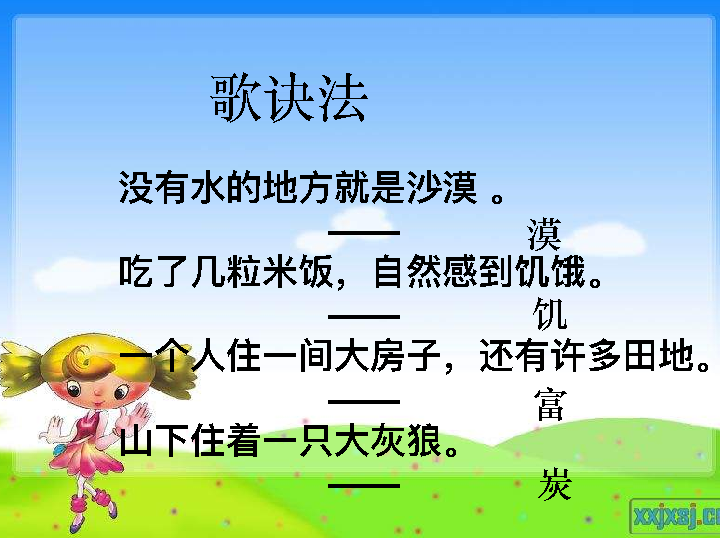 歌诀法
没有水的地方就是沙漠 。
—— 漠
吃了几粒米饭，自然感到饥饿。
—— 饥
一个人住一间大房子，还有许多田地。
—— 富
山下住着一只大灰狼。
—— 炭